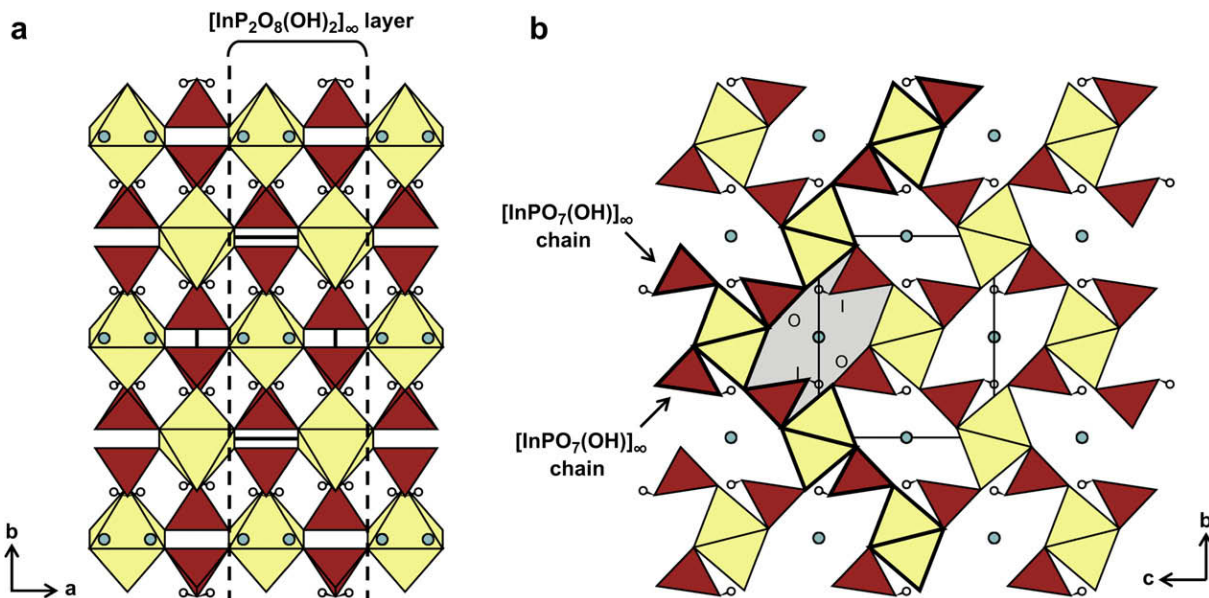 a
[InP₂O₈(OH)₂]∞ layer
b
a
b
[InPO₇(OH)]∞
chain
O
I
I
O
[InPO₇(OH)]∞
chain
b
c